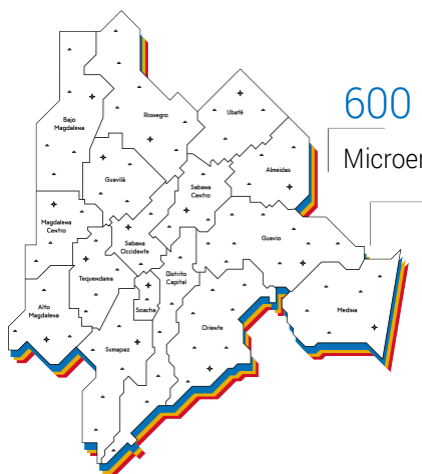 600
Microer
Bajo
Magdalena
Rionegro
Ubaté
Guavilá
Sabana
Centro
Almeidas
Magdalena
Centro
Sabana
Occidente
Guavio
Tequendama
Distrito
Capital
Alto
Magdalena
Soacha
Medina
Sumapaz
Oriente